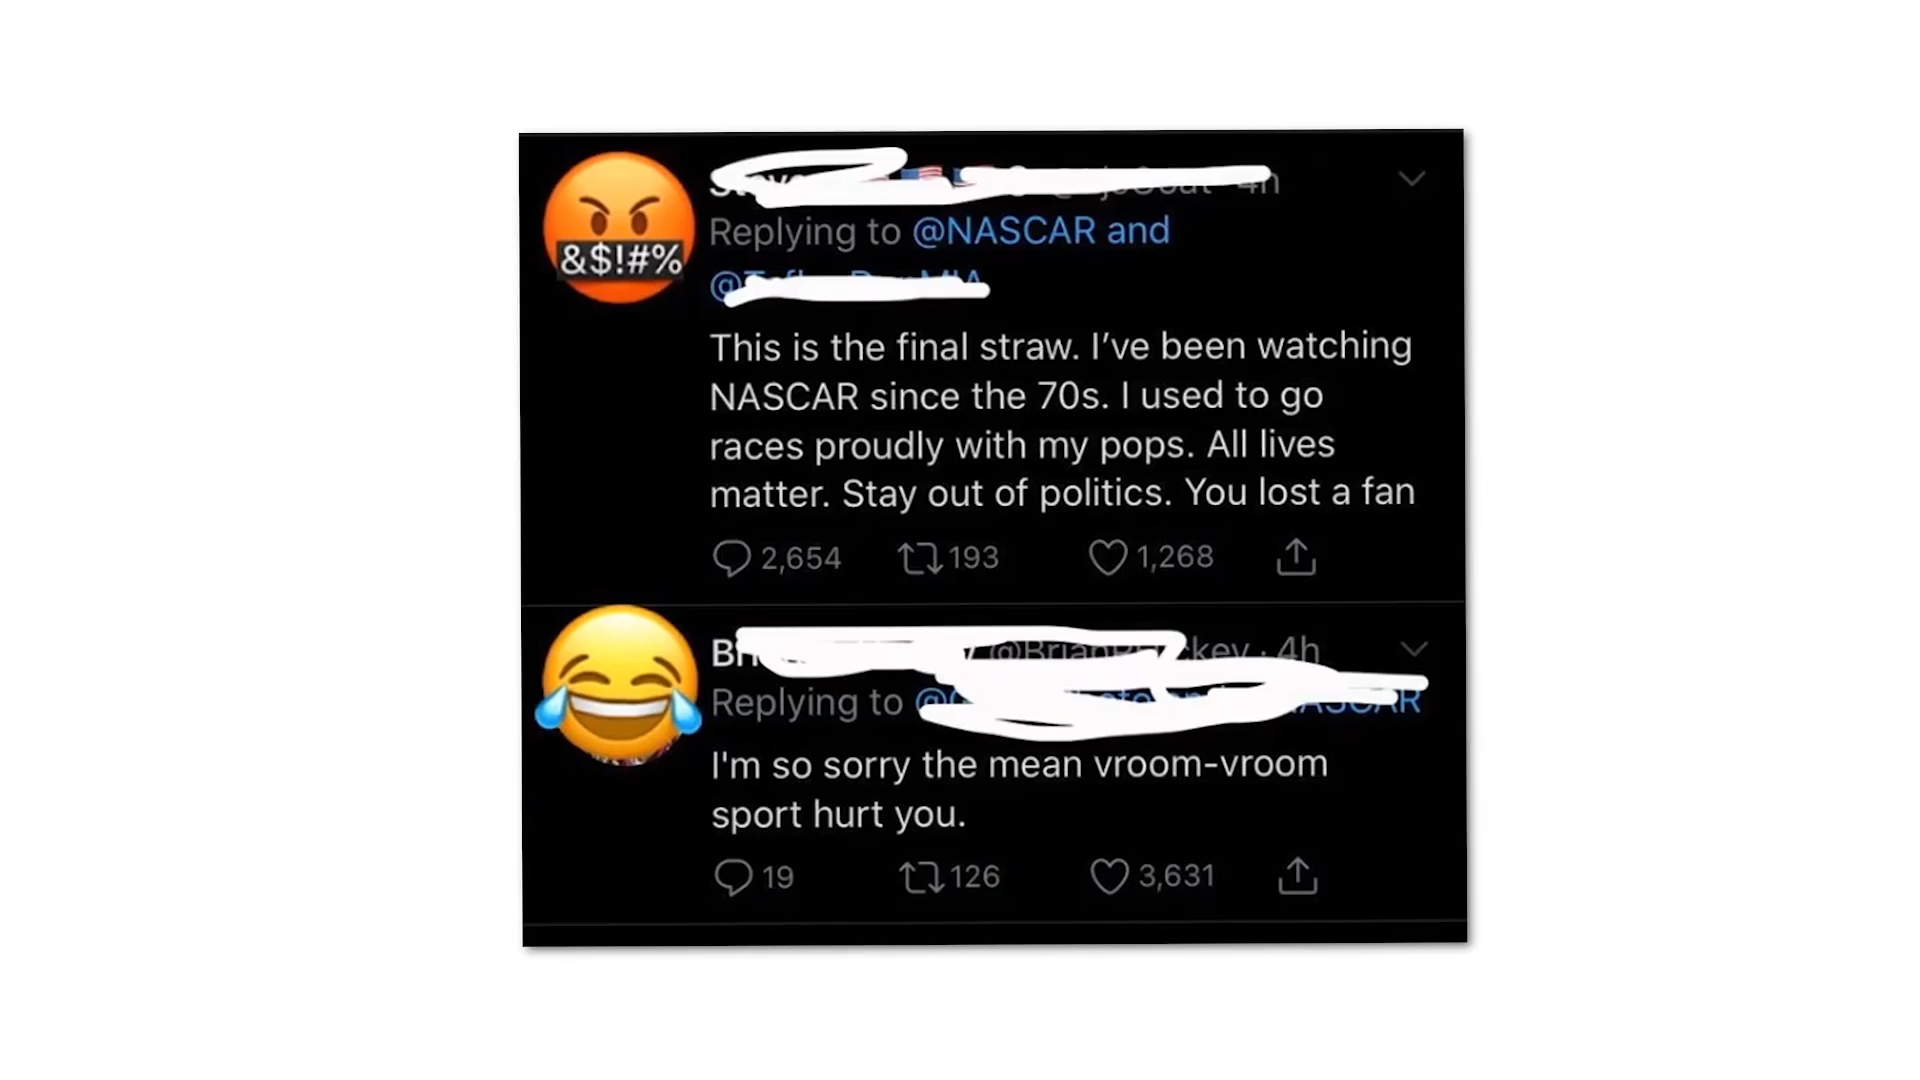 &$!#%
4h
Replying to @NASCAR and
This is the final straw. I've been watching
NASCAR since the 70s. I used to go
races proudly with my pops. All lives
matter. Stay out of politics. You lost a fan
2,654 193 1,268
4h
Replying to
I'm so sorry the mean vroom-vroom
sport hurt you.
19 126 3,631